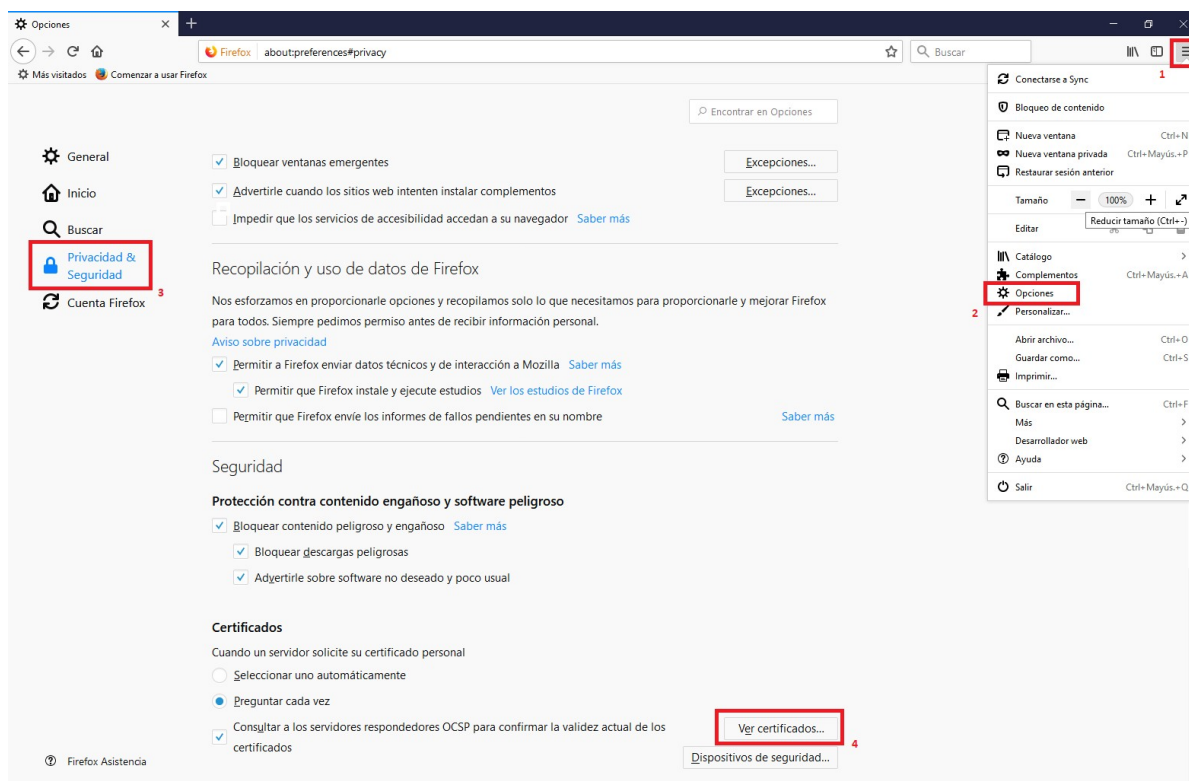 Opciones
Firefox about:preferences#privacy
Buscar
Más visitados Comenzar a usar Firefox
1
Encontrar en Opciones
General
Inicio
Buscar
Privacidad &
Seguridad
3
Cuenta Firefox
Firefox Asistencia
Bloquear ventanas emergentes
Excepciones...
Advertirle cuando los sitios web intenten instalar complementos
Excepciones...
Impedir que los servicios de accesibilidad accedan a su navegador Saber más
Recopilación y uso de datos de Firefox
Nos esforzamos en proporcionarle opciones y recopilamos solo lo que necesitamos para proporcionarle y mejorar Firefox
para todos. Siempre pedimos permiso antes de recibir información personal.
Aviso sobre privacidad
Permitir a Firefox enviar datos técnicos y de interacción a Mozilla Saber más
Permitir que Firefox instale y ejecute estudios Ver los estudios de Firefox
Permitir que Firefox envíe los informes de fallos pendientes en su nombre Saber más
Seguridad
Protección contra contenido engañoso y software peligroso
Bloquear contenido peligroso y engañoso Saber más
Bloquear descargas peligrosas
Advertirle sobre software no deseado y poco usual
Certificados
Cuando un servidor solicite su certificado personal
Seleccionar uno automáticamente
Preguntar cada vez
Consultar a los servidores respondedores OCSP para confirmar la validez actual de los
certificados
Ver certificados...
4
Dispositivos de seguridad...
Conectarse a Sync
Bloqueo de contenido
Nueva ventana Ctrl+N
Nueva ventana privada Ctrl+Mayús.+P
Restaurar sesión anterior
Tamaño 100%
Reducir tamaño (Ctrl+-)
Editar
Catálogo
Complementos Ctrl+Mayús.+A
Opciones
2
Personalizar...
Abrir archivo... Ctrl+O
Guardar como... Ctrl+S
Imprimir...
Buscar en esta página... Ctrl+F
Más
Desarrollador web
Ayuda
Salir Ctrl+Mayús.+Q